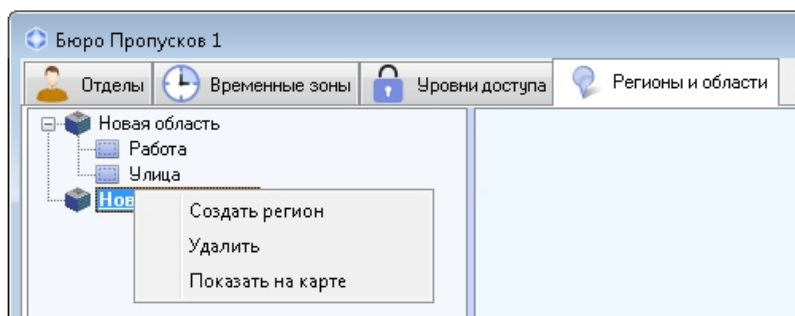 Бюро Пропусков 1
Отделы Временные зоны Уровни доступа Регионы и области
Новая область
Работа
Улица
Создать регион
Удалить
Показать на карте